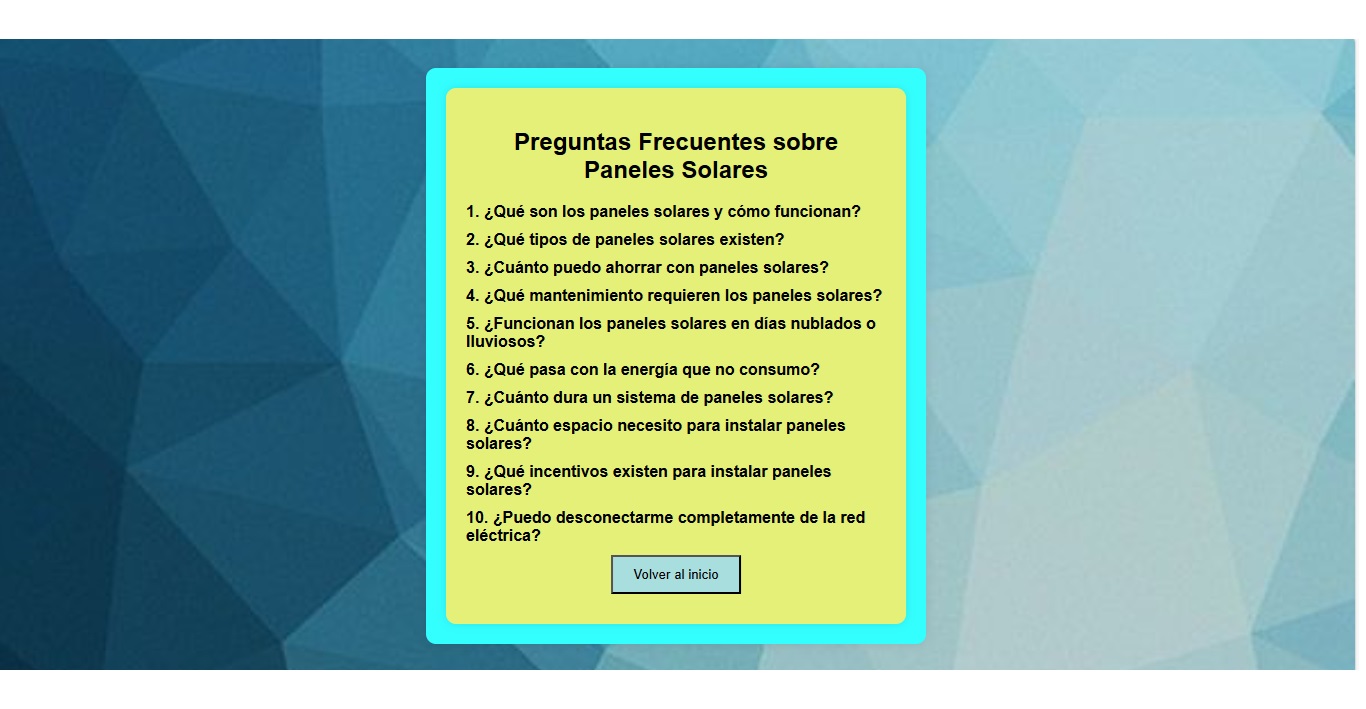 Preguntas Frecuentes sobre
Paneles Solares
1. ¿Qué son los paneles solares y cómo funcionan?
2. ¿Qué tipos de paneles solares existen?
3. ¿Cuánto puedo ahorrar con paneles solares?
4. ¿Qué mantenimiento requieren los paneles solares?
5. ¿Funcionan los paneles solares en días nublados o
lluviosos?
6. ¿Qué pasa con la energía que no consumo?
7. ¿Cuánto dura un sistema de paneles solares?
8. ¿Cuánto espacio necesito para instalar paneles
solares?
9. ¿Qué incentivos existen para instalar paneles
solares?
10. ¿Puedo desconectarme completamente de la red
eléctrica?
Volver al inicio